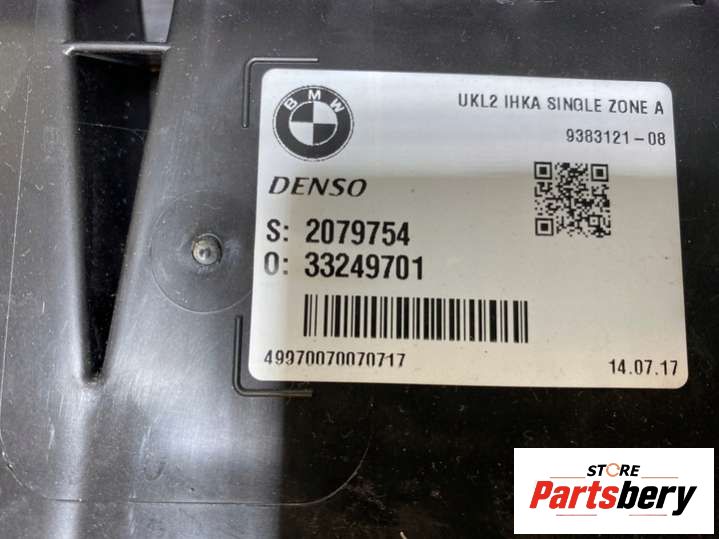 BMW
UKL2 IHKA SINGLE ZONE A
9383121-08
DENSO
S: 2079754
O: 33249701
49970070070717
14.07.17
STORE
Partsbery